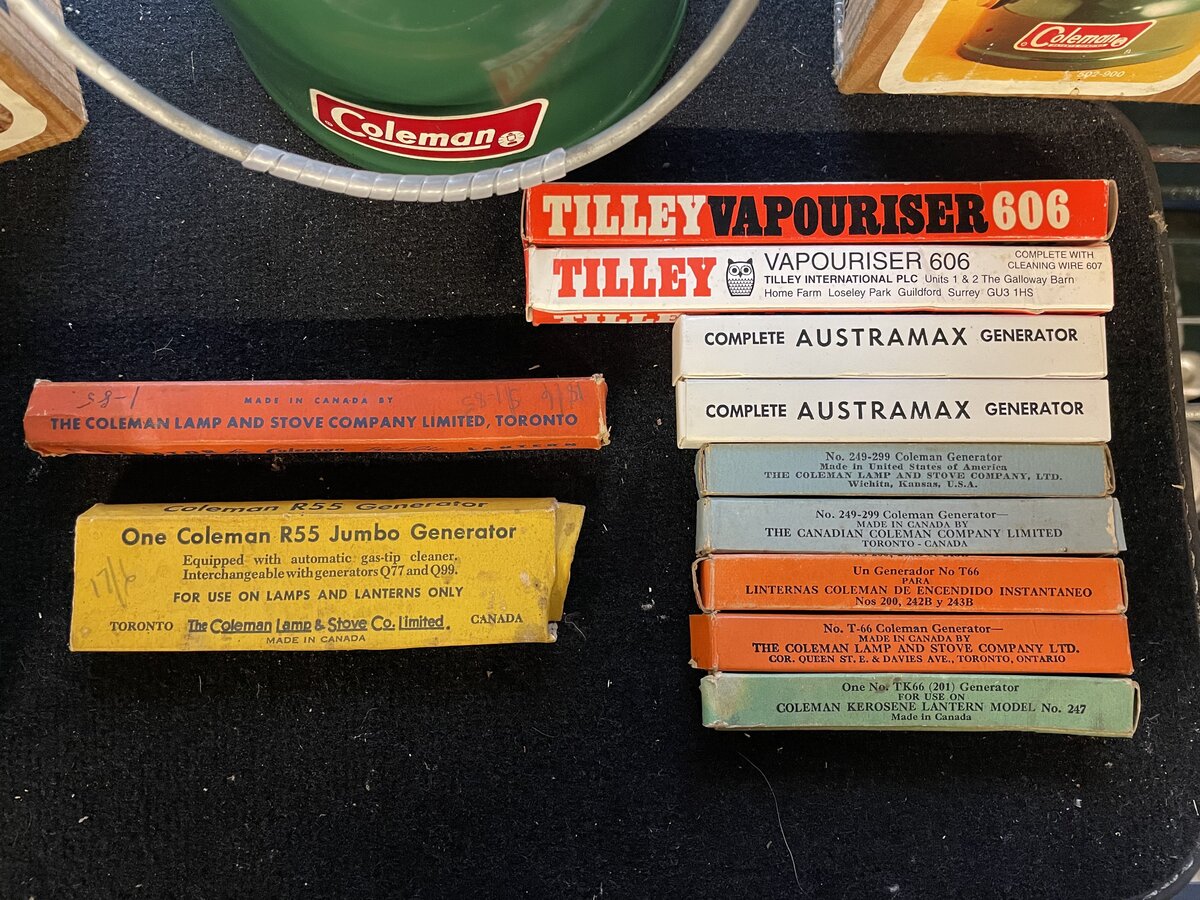 Coleman
Coleman
502-900
TILLEY VAPOURISER 606
TILLEY VAPOURISER 606 COMPLETE WITH
CLEANING WIRE 607
TILLEY INTERNATIONAL PLC Units 1 & 2 The Galloway Barn
Home Farm Loseley Park Guildford Surrey GU3 1HS
TILLEY
COMPLETE AUSTRAMAX GENERATOR
COMPLETE AUSTRAMAX GENERATOR
No. 249-299 Coleman Generator
Made in United States of America
THE COLEMAN LAMP AND STOVE COMPANY, LTD.
Wichita, Kansas, U.S.A.
No. 249-299 Coleman Generator—
MADE IN CANADA BY
THE CANADIAN COLEMAN COMPANY LIMITED
TORONTO - CANADA
Un Generador No T66
PARA
LINTERNAS COLEMAN DE ENCENDIDO INSTANTANEO
Nos 200, 242B y 243B
No. T-66 Coleman Generator—
MADE IN CANADA BY
THE COLEMAN LAMP AND STOVE COMPANY LTD.
COR. QUEEN ST. E. & DAVIES AVE., TORONTO, ONTARIO
One No. TK66 (201) Generator
FOR USE ON
COLEMAN KEROSENE LANTERN MODEL No. 247
Made in Canada
1-85
MADE IN CANADA BY
THE COLEMAN LAMP AND STOVE COMPANY LIMITED, TORONTO
Coleman LANTERN
Coleman R55 Generator
One Coleman R55 Jumbo Generator
Equipped with automatic gas-tip cleaner.
Interchangeable with generators Q77 and Q99.
17/6
FOR USE ON LAMPS AND LANTERNS ONLY
TORONTO The Coleman Lamp & Stove Co. Limited. CANADA
MADE IN CANADA